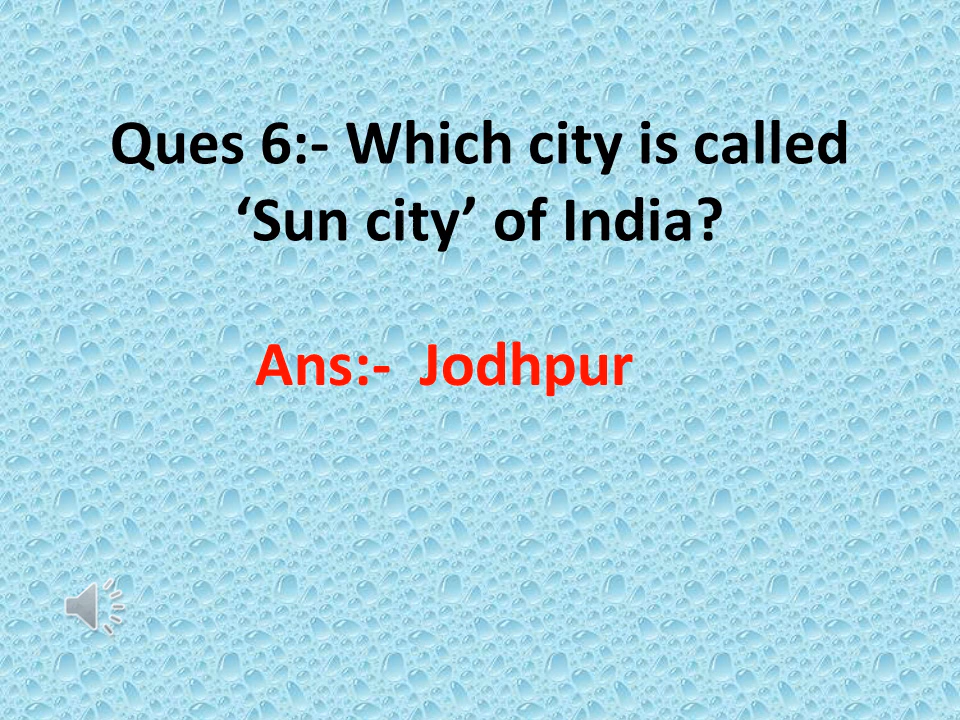 Ques 6:- Which city is called
‘Sun city’ of India?
Ans:- Jodhpur